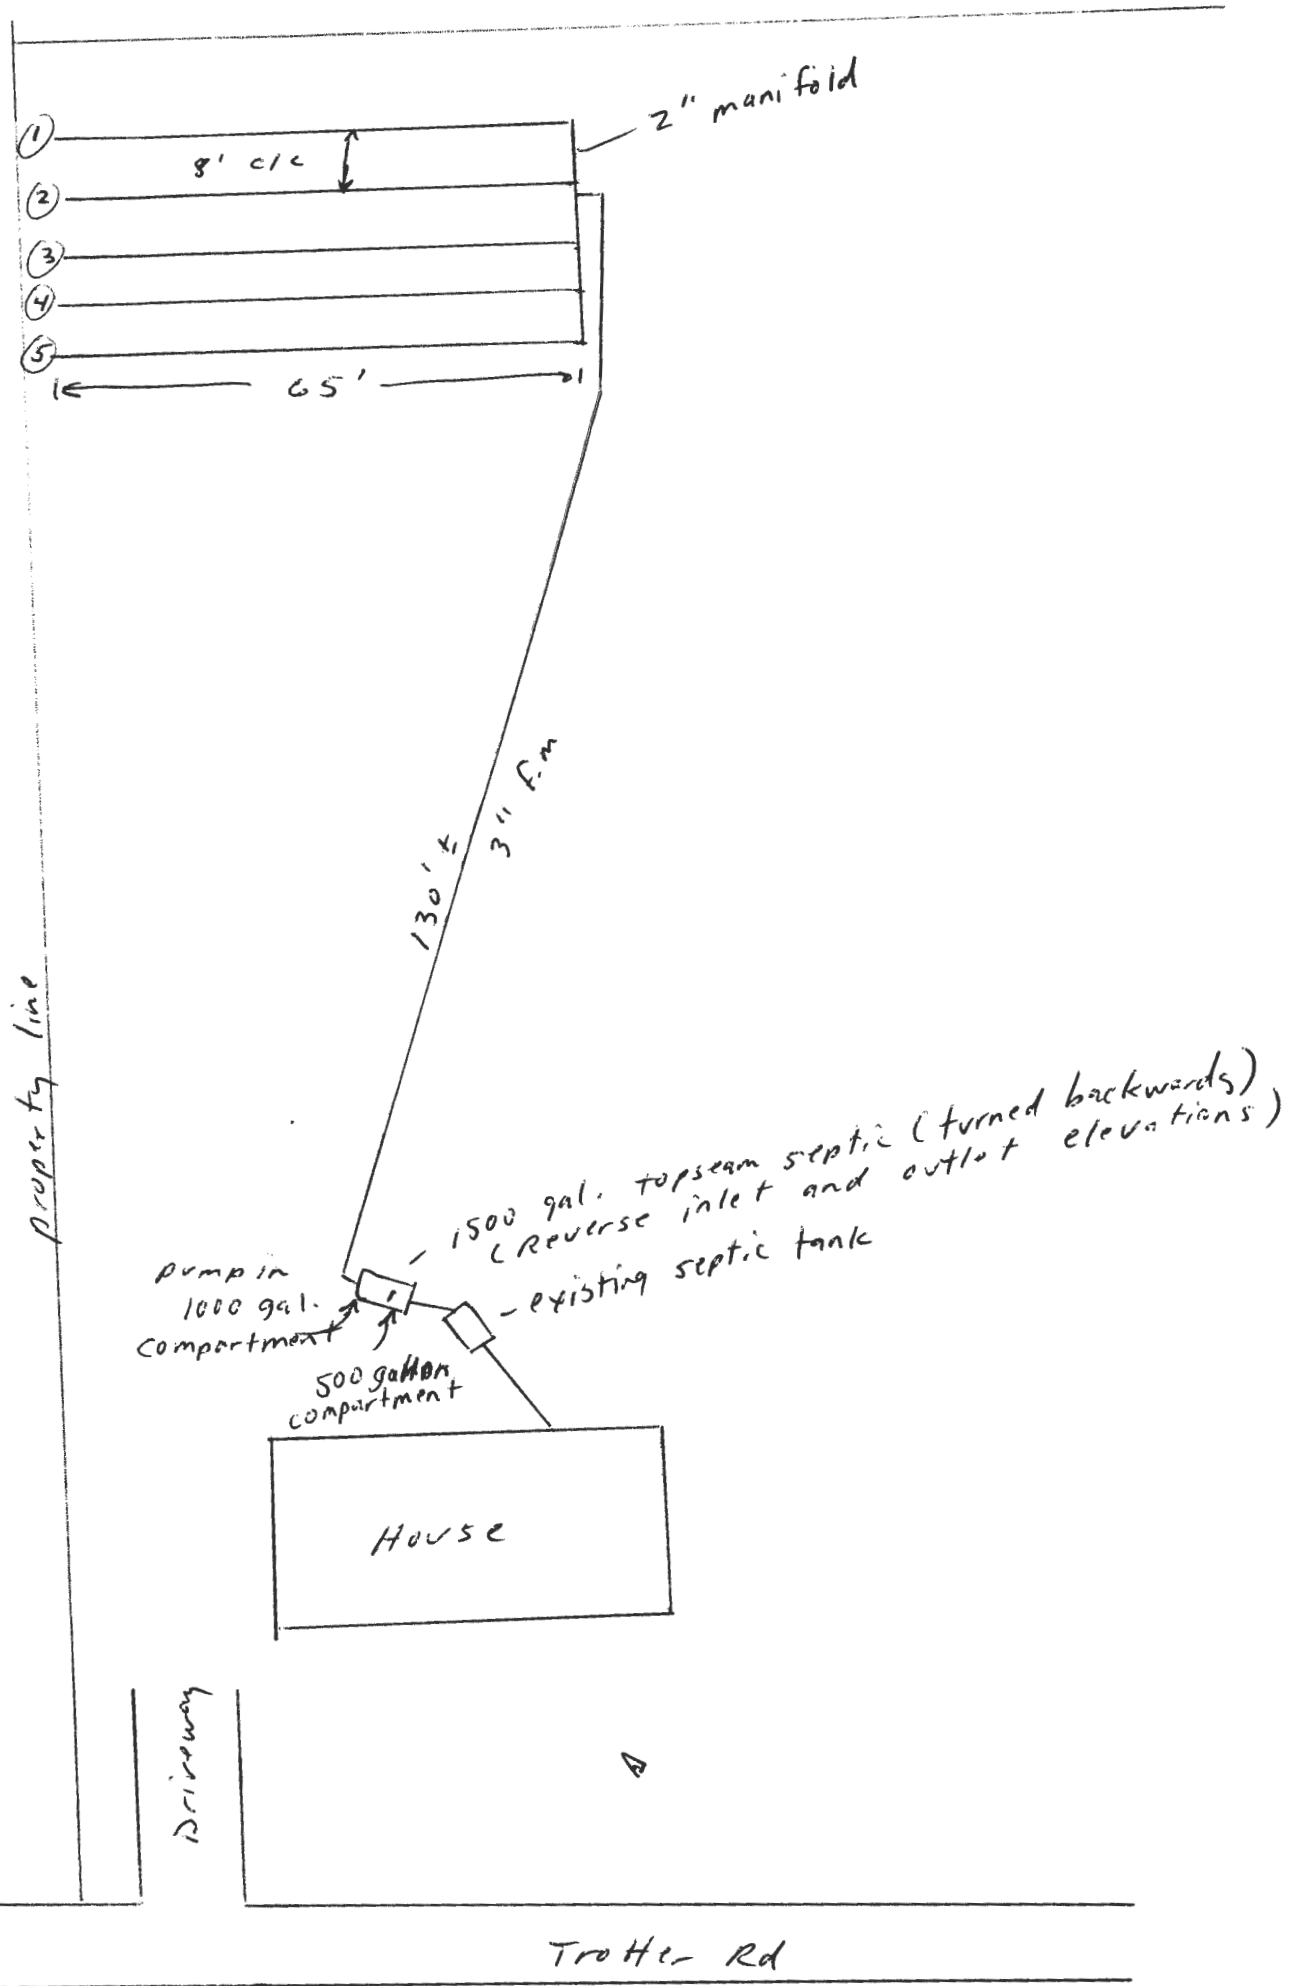 2" manifold
①
8' c/c
②
③
④
⑤
65'
130' ±
3" f.m
property line
1500 gal. topseam septic (turned backwards)
(Reverse inlet and outlet elevations)
existing septic tank
pump in
1000 gal.
compartment
500 gallon
compartment
House
Driveway
Trotter Rd